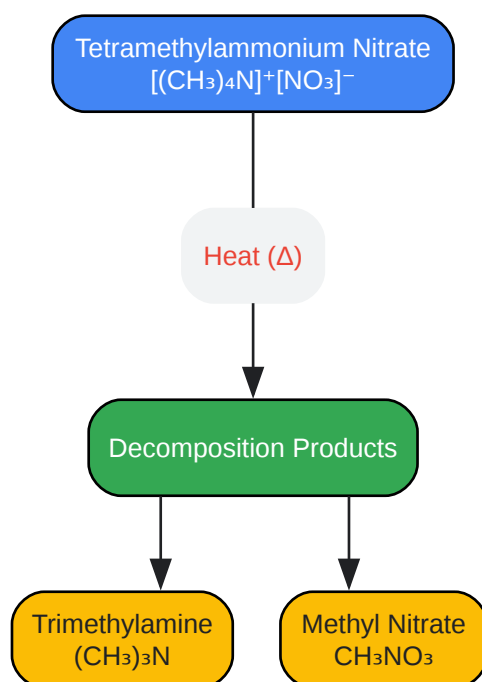 Tetramethylammonium Nitrate
[(CH₃)₄N]⁺[NO₃]⁻
Heat (Δ)
Decomposition Products
Trimethylamine
(CH₃)₃N
Methyl Nitrate
CH₃NO₃